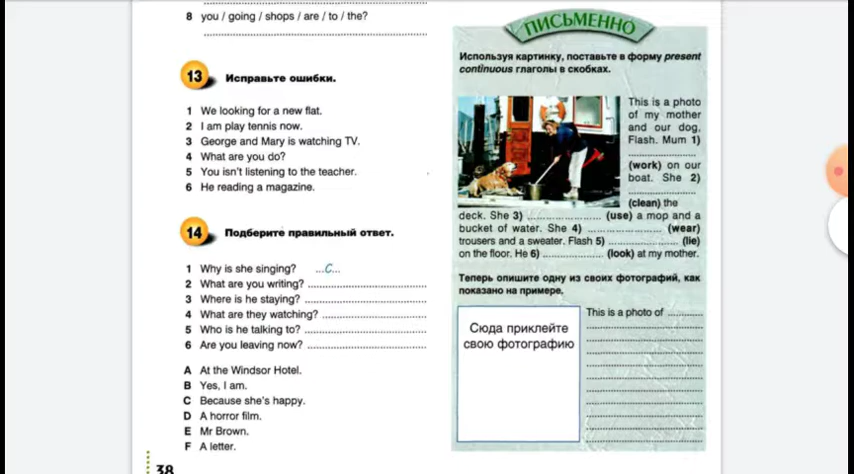 8 you / going / shops / are / to / the?
13 Исправьте ошибки.
1 We looking for a new flat.
2 I am play tennis now.
3 George and Mary is watching TV.
4 What are you do?
5 You isn't listening to the teacher.
6 He reading a magazine.
14 Подберите правильный ответ.
1 Why is she singing? ...C...
2 What are you writing?
3 Where is he staying?
4 What are they watching?
5 Who is he talking to?
6 Are you leaving now?
A At the Windsor Hotel.
B Yes, I am.
C Because she's happy.
D A horror film.
E Mr Brown.
F A letter.
38
ПИСЬМЕННО
Используя картинку, поставьте в форму present
continuous глаголы в скобках.
This is a photo
of my mother
and our dog,
Flash. Mum 1)
(work) on our
boat. She 2)
(clean) the
deck. She 3) ........ (use) a mop and a
bucket of water. She 4) ........ (wear)
trousers and a sweater. Flash 5) ........ (lie)
on the floor. He 6) ........ (look) at my mother.
Теперь опишите одну из своих фотографий, как
показано на примере.
Сюда приклейте
свою фотографию
This is a photo of ........